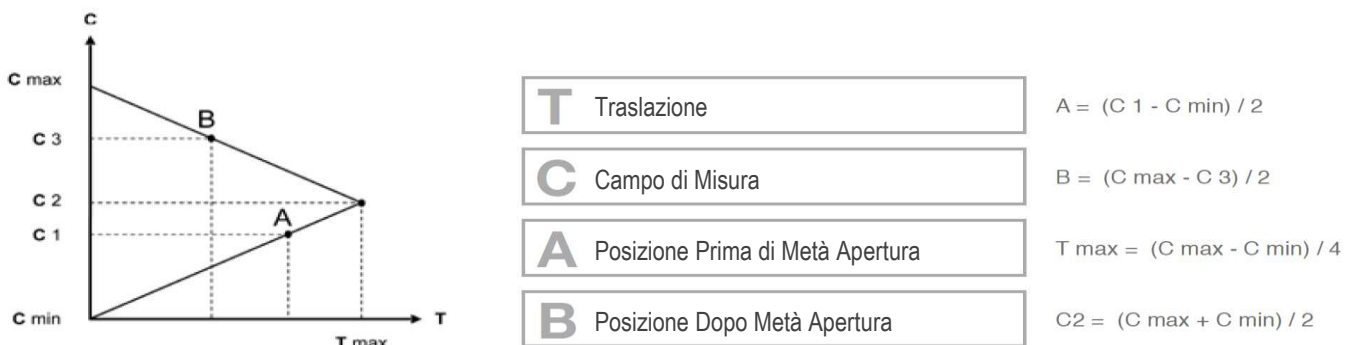 C
C max
B
C 3
C 2
A
C 1
C min
T
T max
T Traslazione
A = (C 1 - C min) / 2
C Campo di Misura
B = (C max - C 3) / 2
A Posizione Prima di Metà Apertura
T max = (C max - C min) / 4
B Posizione Dopo Metà Apertura
C2 = (C max + C min) / 2